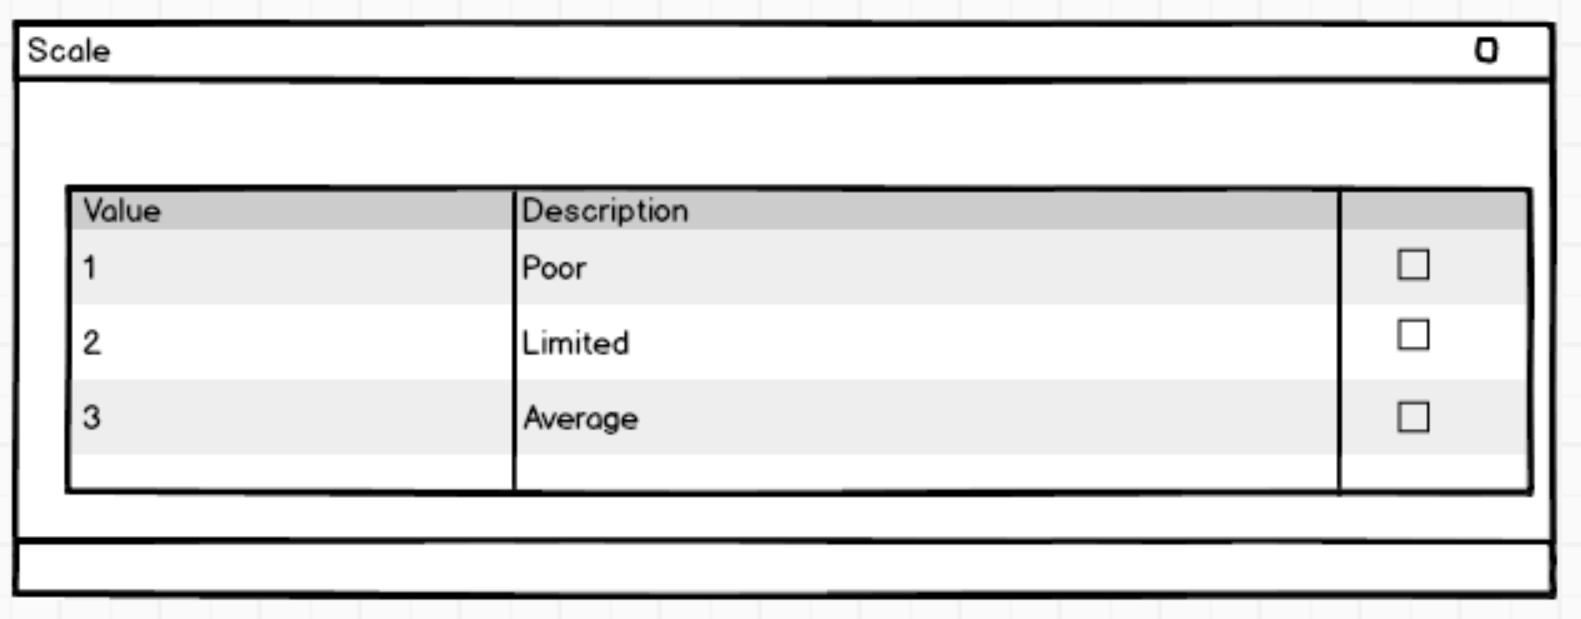 Scale
Value Description
1 Poor
2 Limited
3 Average